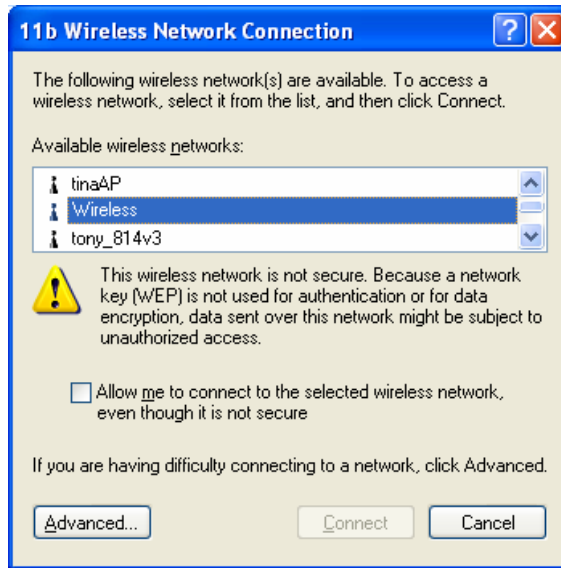 11b Wireless Network Connection
The following wireless network(s) are available. To access a
wireless network, select it from the list, and then click Connect.
Available wireless networks:
tinaAP
Wireless
tony_814v3
This wireless network is not secure. Because a network
key (WEP) is not used for authentication or for data
encryption, data sent over this network might be subject to
unauthorized access.
Allow me to connect to the selected wireless network,
even though it is not secure
If you are having difficulty connecting to a network, click Advanced.
Advanced... Connect Cancel